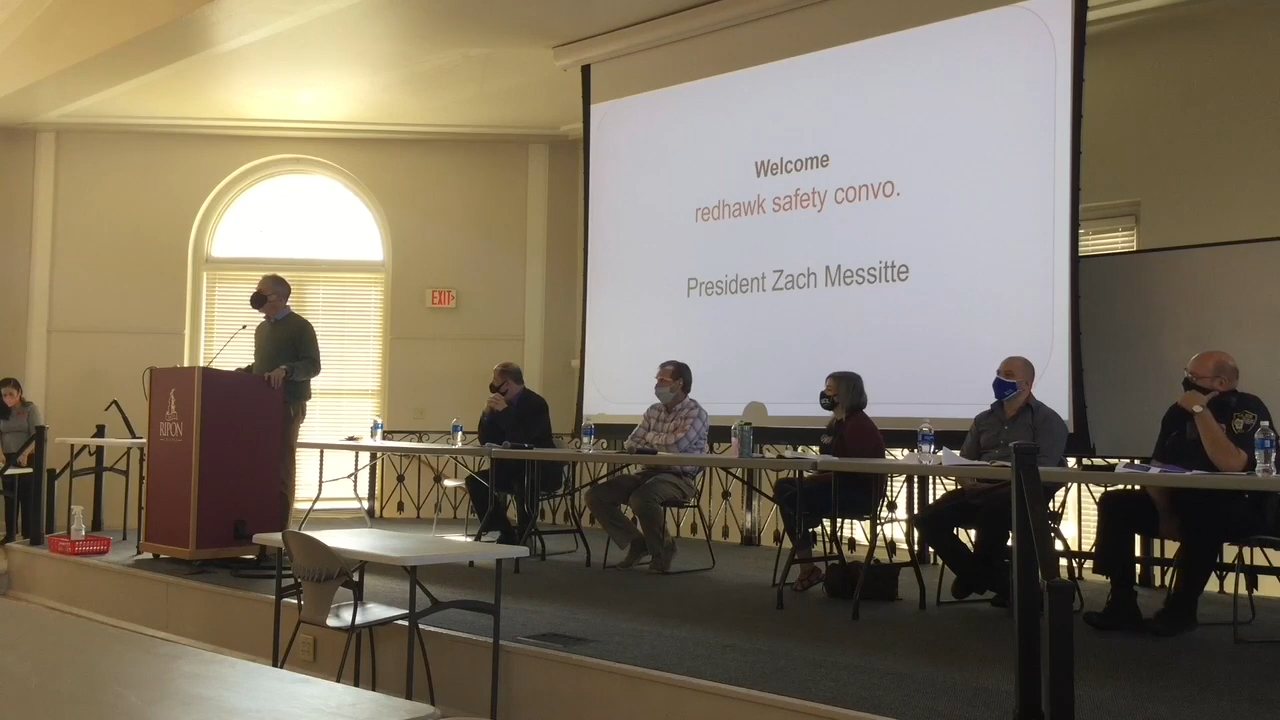 Welcome
redhawk safety convo.
President Zach Messitte
EXIT
RIPON